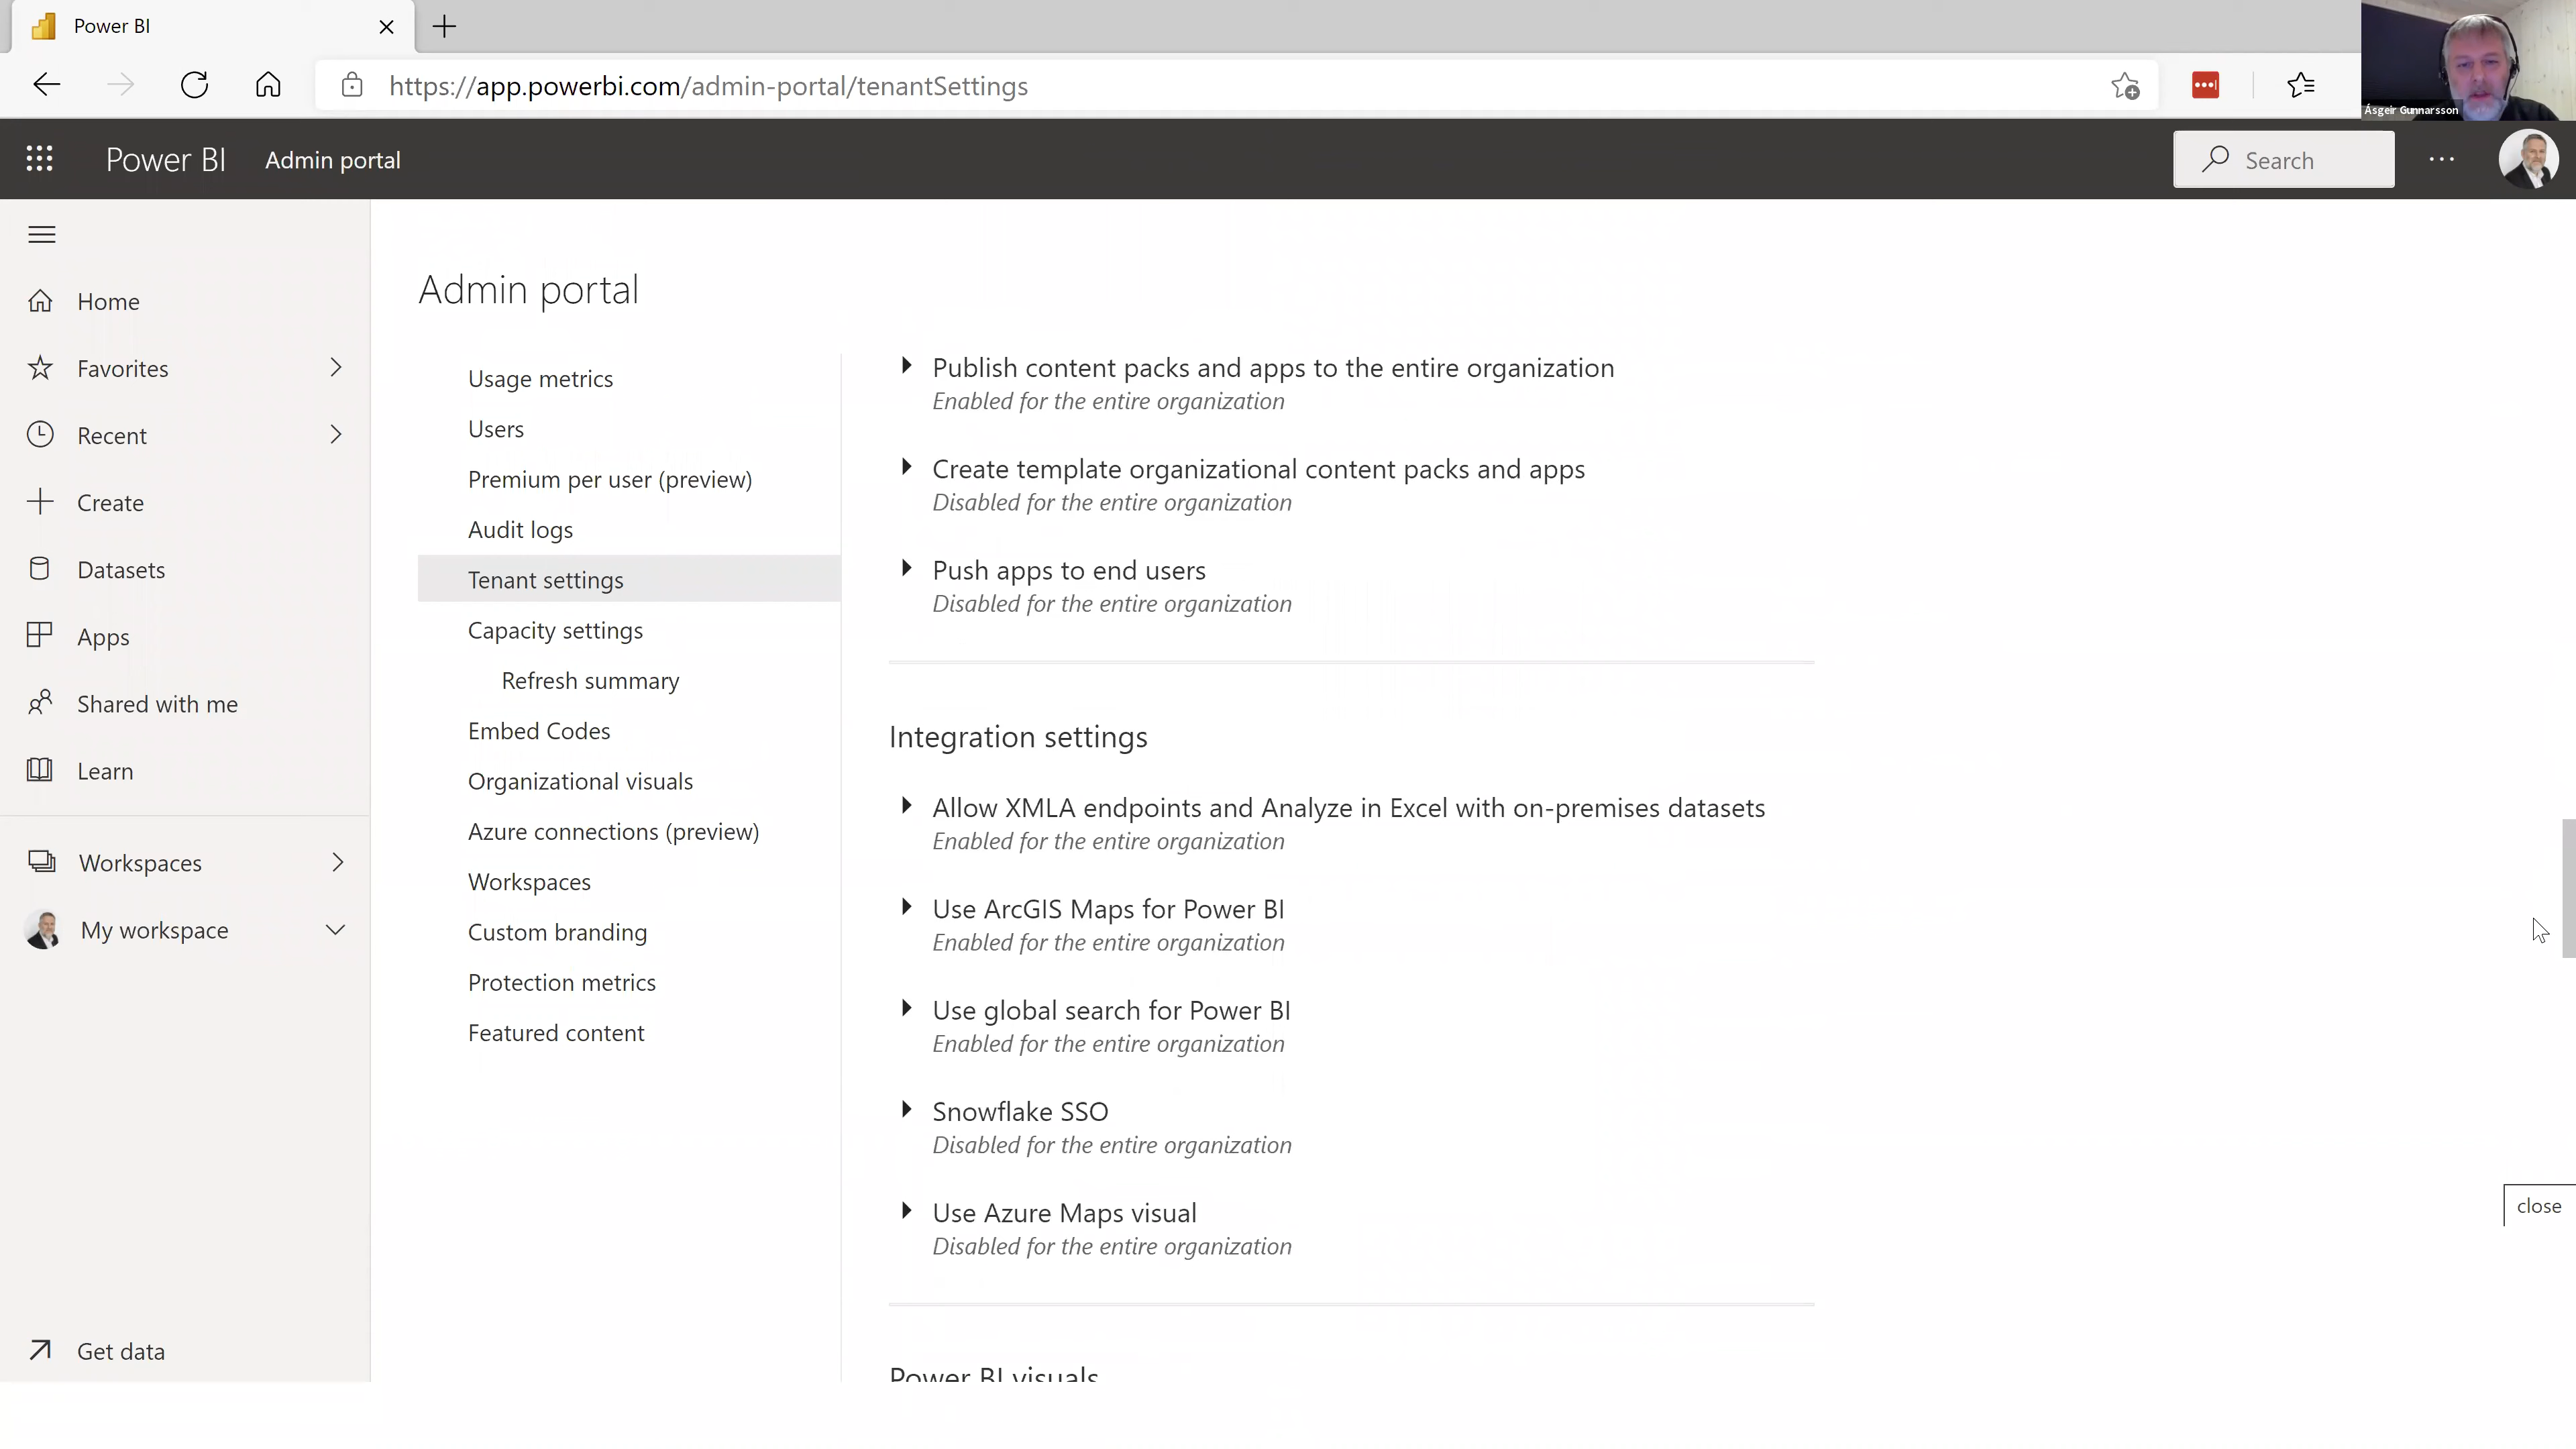 Power BI
https://app.powerbi.com/admin-portal/tenantSettings
Ásgeir Gunnarsson
Power BI Admin portal
Search
Home
Favorites
Recent
Create
Datasets
Apps
Shared with me
Learn
Workspaces
My workspace
Get data
Admin portal
Usage metrics
Users
Premium per user (preview)
Audit logs
Tenant settings
Capacity settings
Refresh summary
Embed Codes
Organizational visuals
Azure connections (preview)
Workspaces
Custom branding
Protection metrics
Featured content
Publish content packs and apps to the entire organization
Enabled for the entire organization
Create template organizational content packs and apps
Disabled for the entire organization
Push apps to end users
Disabled for the entire organization
Integration settings
Allow XMLA endpoints and Analyze in Excel with on-premises datasets
Enabled for the entire organization
Use ArcGIS Maps for Power BI
Enabled for the entire organization
Use global search for Power BI
Enabled for the entire organization
Snowflake SSO
Disabled for the entire organization
Use Azure Maps visual
Disabled for the entire organization
Power BI visuals
close